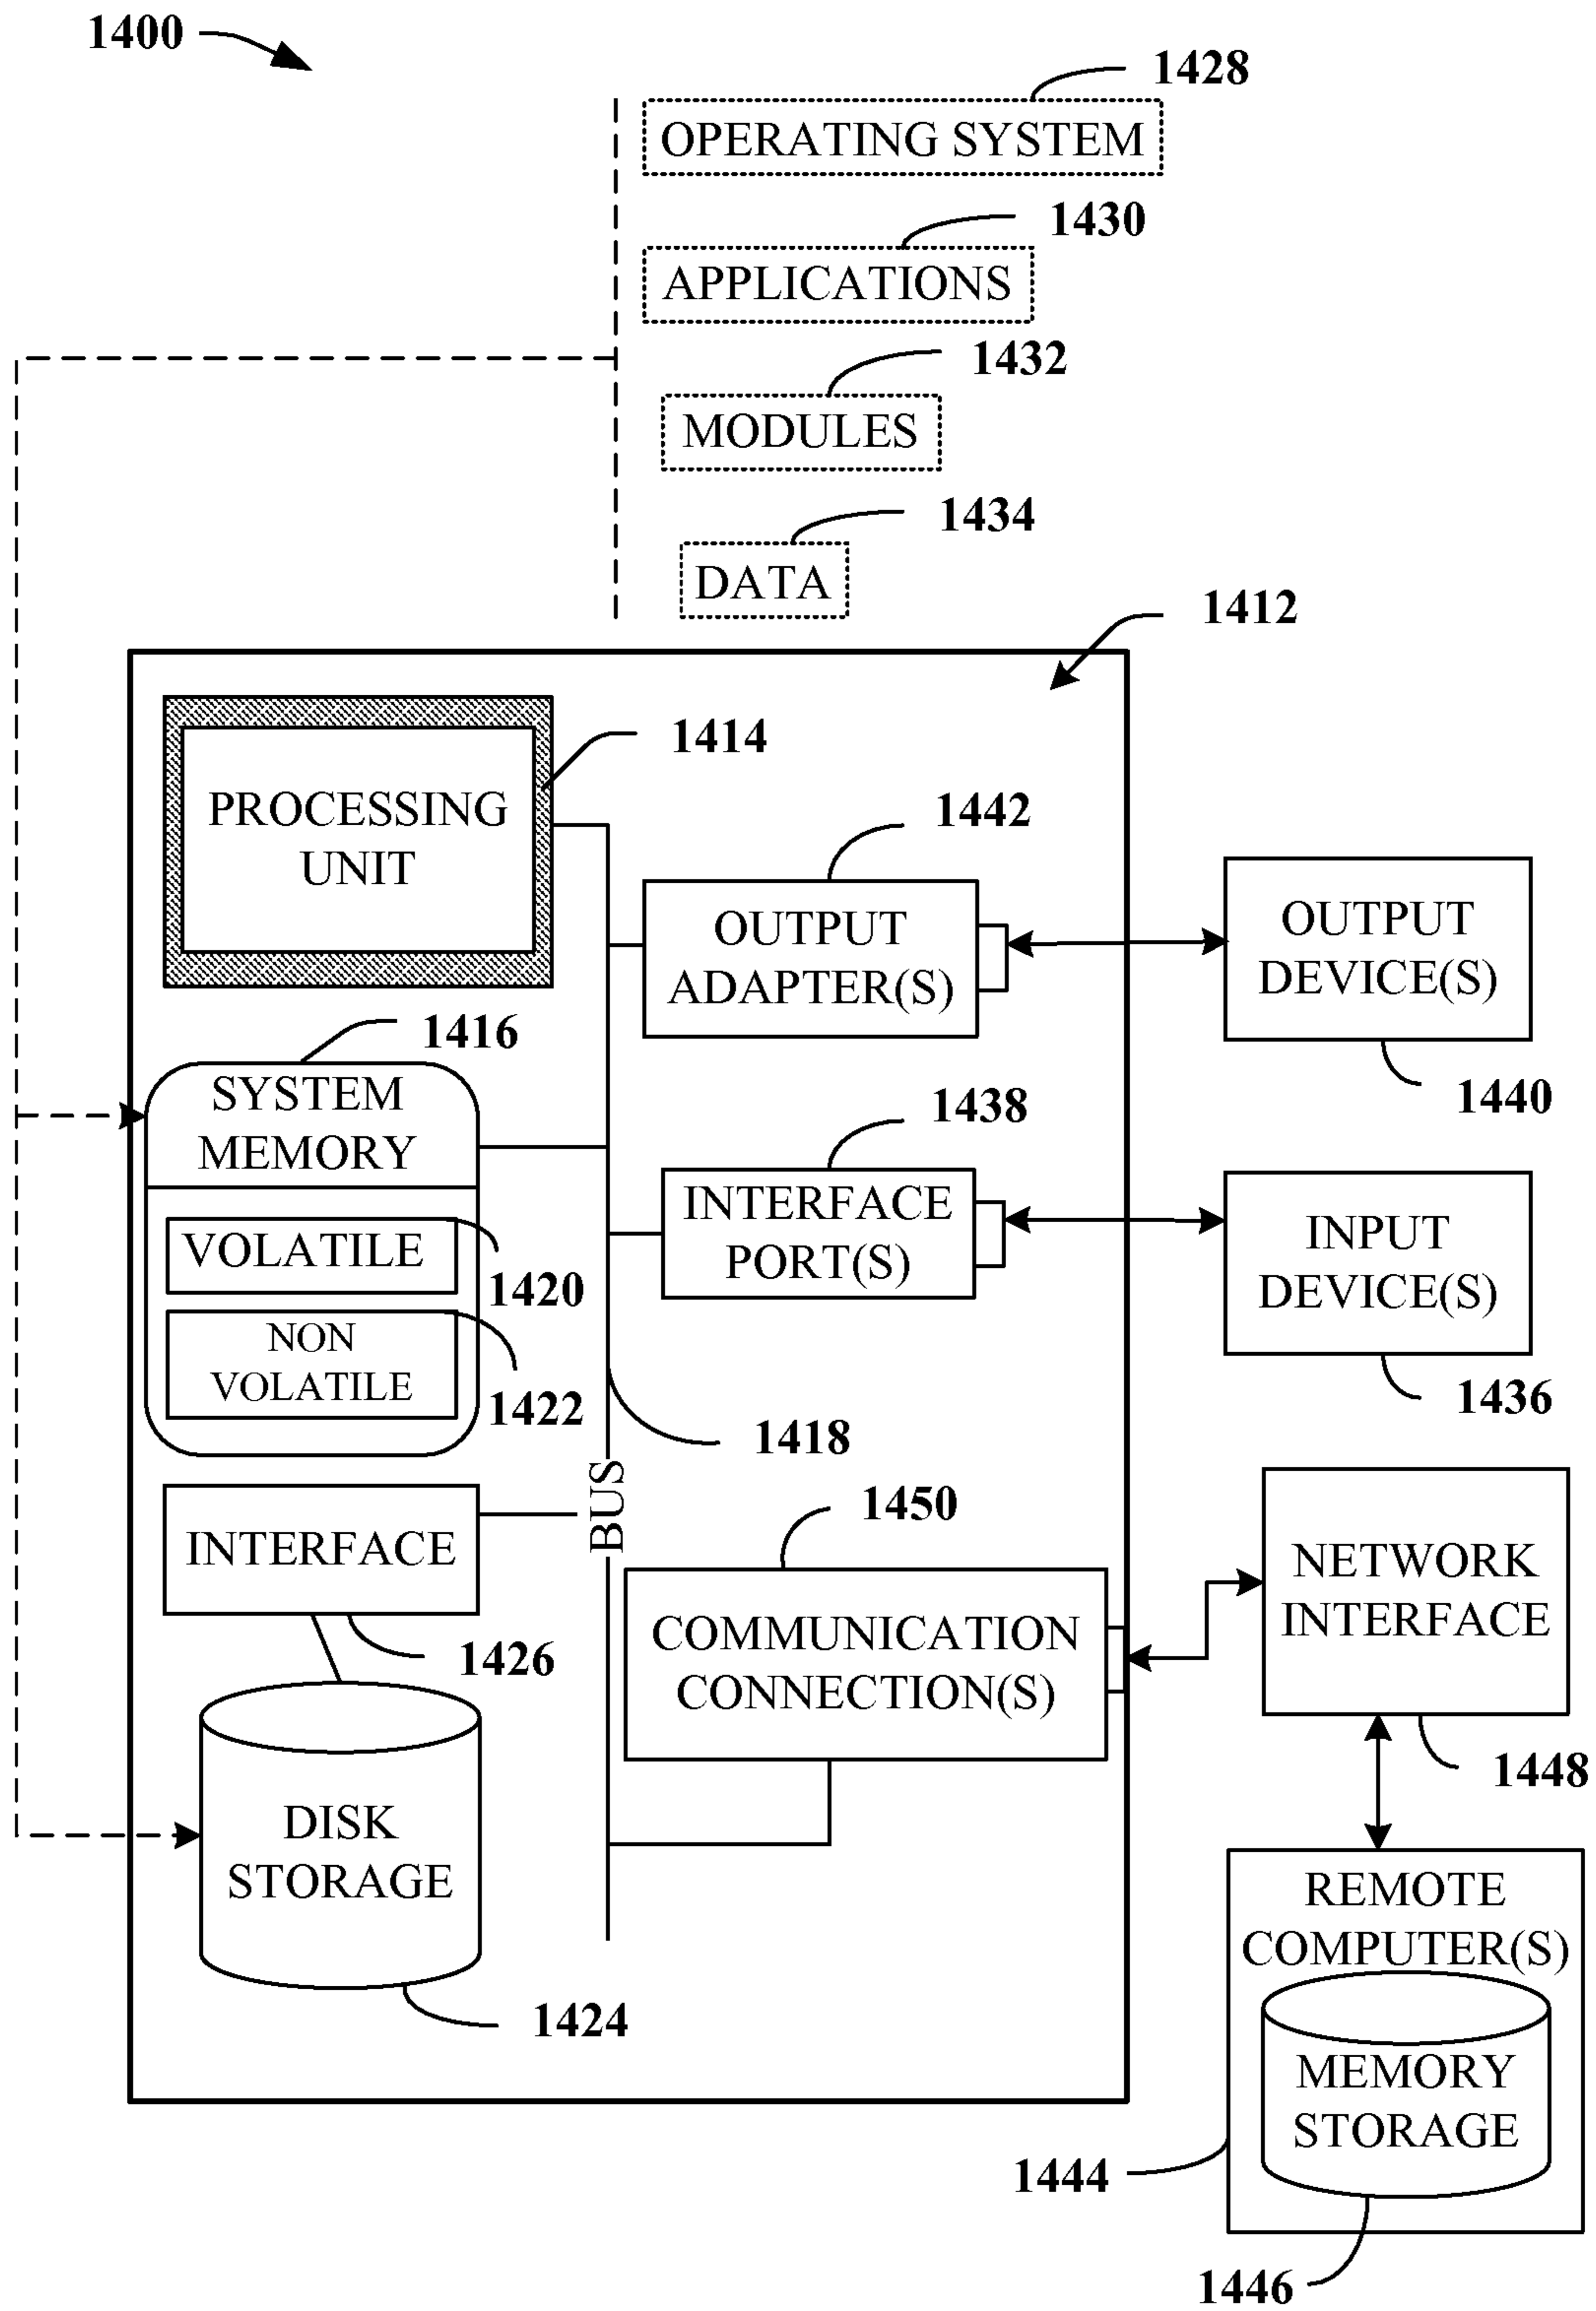 1400
1428
OPERATING SYSTEM
1430
APPLICATIONS
1432
MODULES
1434
DATA
1412
PROCESSING
UNIT
1414
1442
OUTPUT
ADAPTER(S)
OUTPUT
DEVICE(S)
1440
1416
SYSTEM
MEMORY
VOLATILE
1420
NON
VOLATILE
1422
1438
INTERFACE
PORT(S)
INPUT
DEVICE(S)
1436
1418
BUS
INTERFACE
1426
1450
COMMUNICATION
CONNECTION(S)
NETWORK
INTERFACE
1448
DISK
STORAGE
1424
REMOTE
COMPUTER(S)
MEMORY
STORAGE
1444
1446